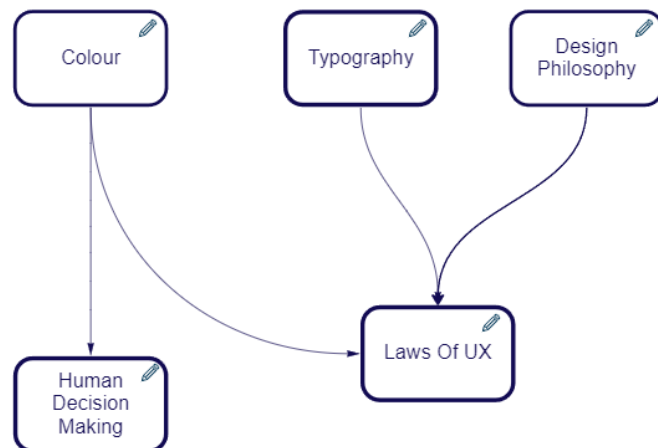 Colour
Typography
Design
Philosophy
Laws Of UX
Human
Decision
Making